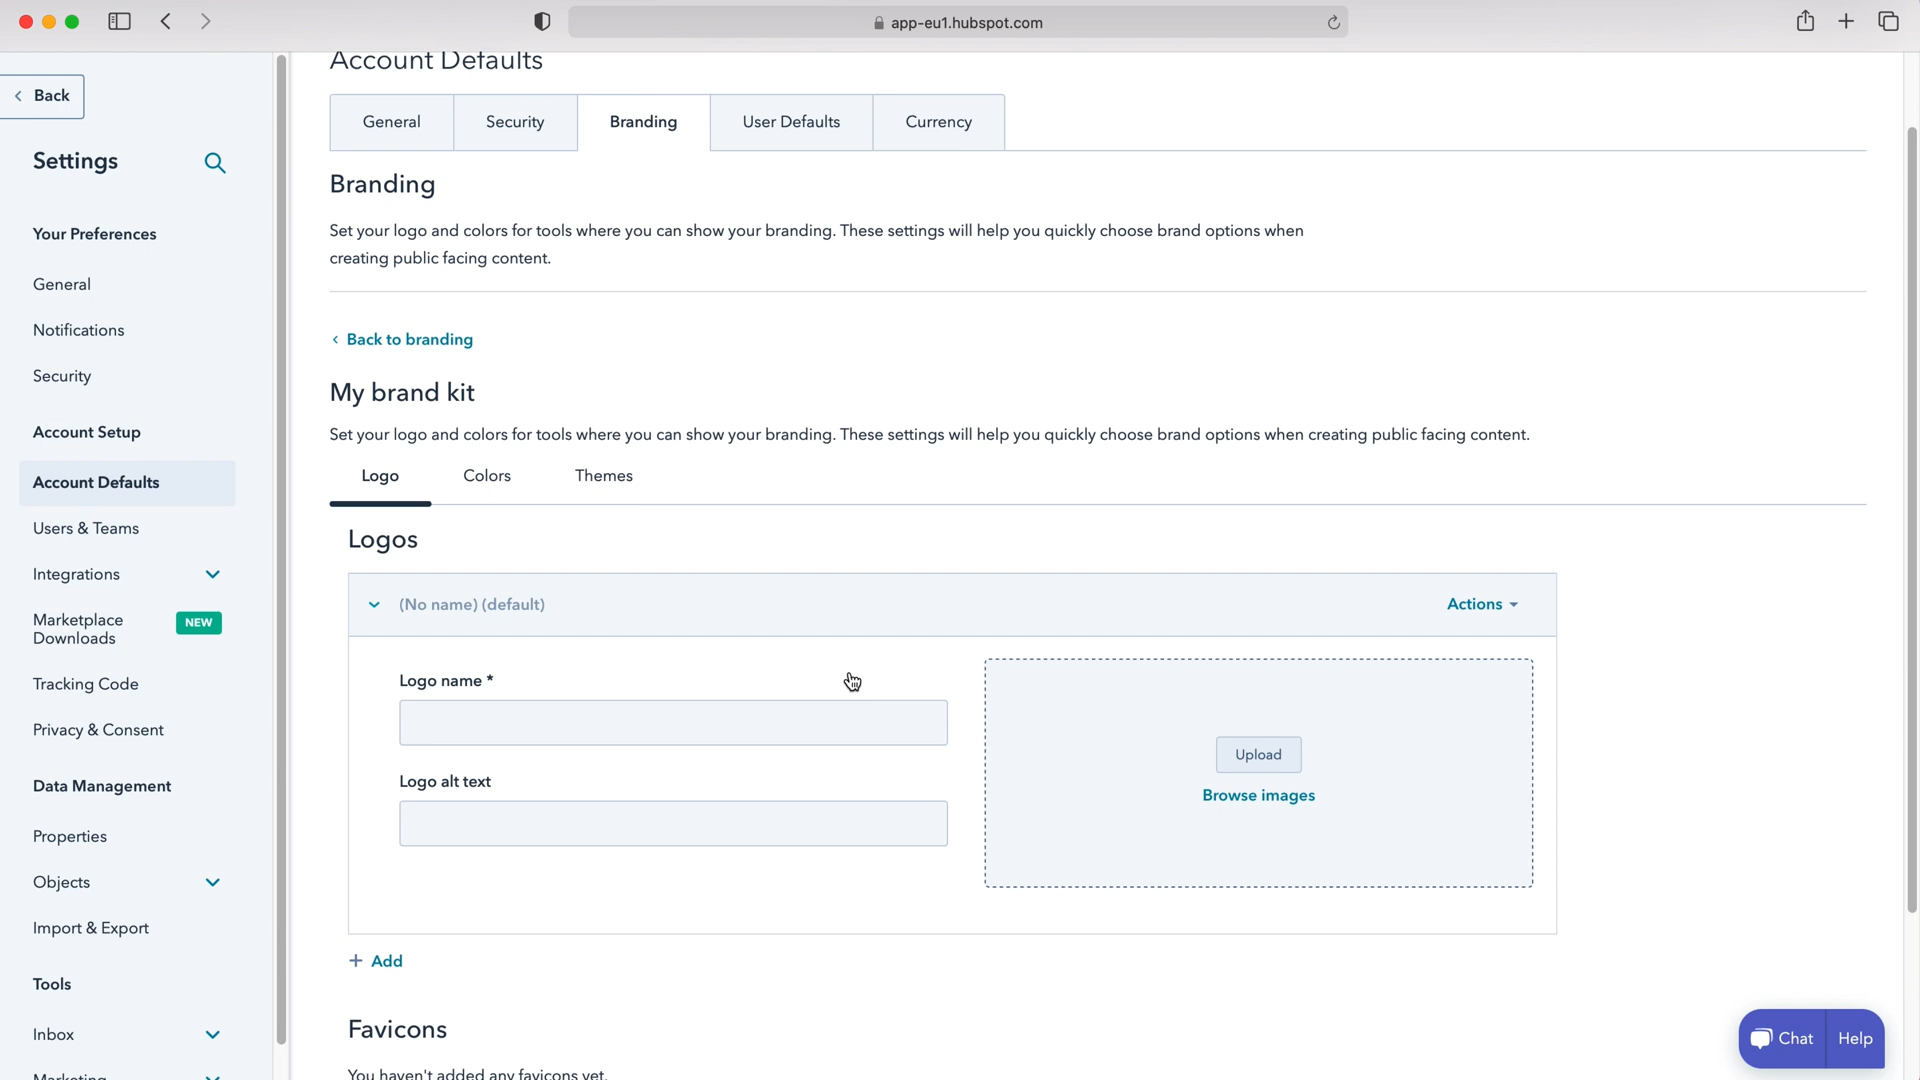 app-eu1.hubspot.com
Back
Settings
Your Preferences
General
Notifications
Security
Account Setup
Account Defaults
Users & Teams
Integrations
Marketplace
Downloads
NEW
Tracking Code
Privacy & Consent
Data Management
Properties
Objects
Import & Export
Tools
Inbox
Marketing
Account Defaults
General
Security
Branding
User Defaults
Currency
Branding
Set your logo and colors for tools where you can show your branding. These settings will help you quickly choose brand options when
creating public facing content.
Back to branding
My brand kit
Set your logo and colors for tools where you can show your branding. These settings will help you quickly choose brand options when creating public facing content.
Logo
Colors
Themes
Logos
(No name) (default)
Actions
Logo name *
Logo alt text
Upload
Browse images
+ Add
Favicons
You haven't added any favicons yet.
Chat
Help